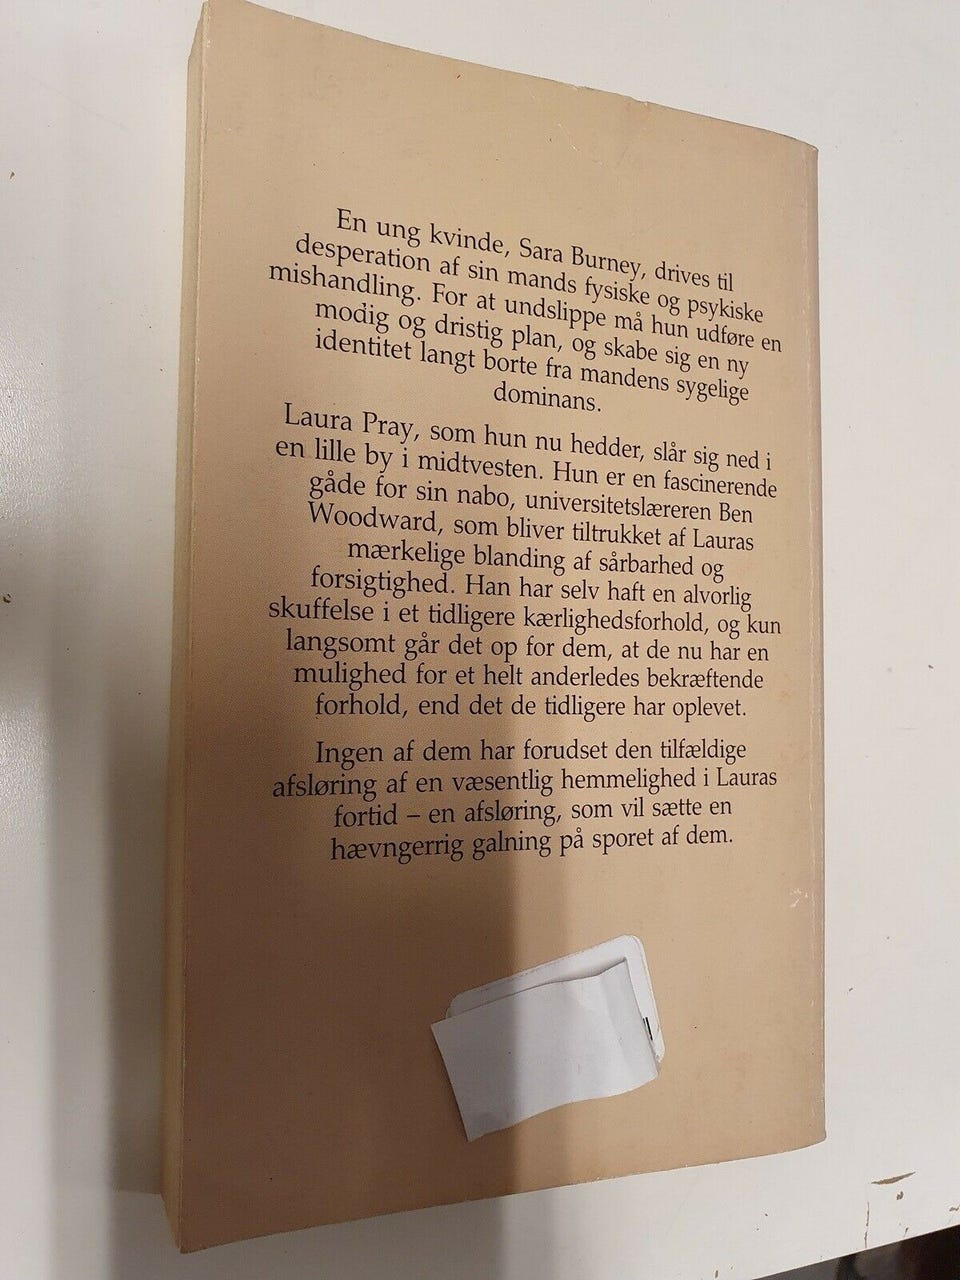 En ung kvinde, Sara Burney, drives til
desperation af sin mands fysiske og psykiske
mishandling. For at undslippe må hun udføre en
modig og dristig plan, og skabe sig en ny
identitet langt borte fra mandens sygelige
dominans.
Laura Pray, som hun nu hedder, slår sig ned i
en lille by i midtvesten. Hun er en fascinerende
gåde for sin nabo, universitetslæreren Ben
Woodward, som bliver tiltrukket af Lauras
mærkelige blanding af sårbarhed og
forsigtighed. Han har selv haft en alvorlig
skuffelse i et tidligere kærlighedsforhold, og kun
langsomt går det op for dem, at de nu har en
mulighed for et helt anderledes bekræftende
forhold, end det de tidligere har oplevet.
Ingen af dem har forudset den tilfældige
afsløring af en væsentlig hemmelighed i Lauras
fortid – en afsløring, som vil sætte en
hævngerrig galning på sporet af dem.